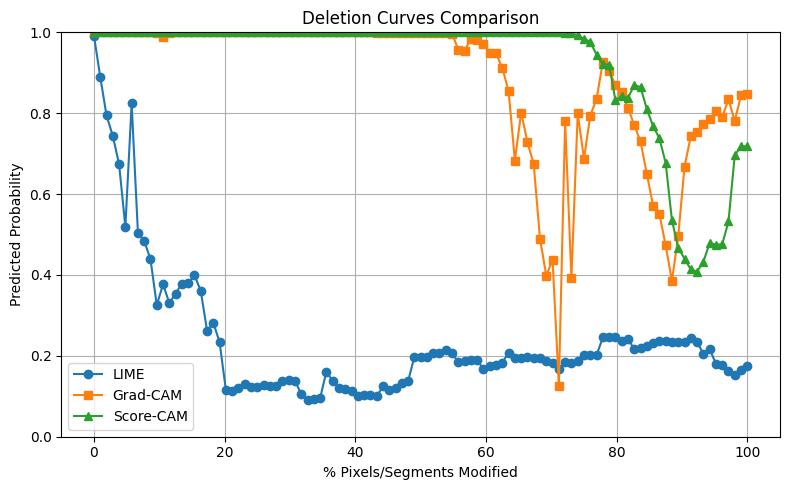 Deletion Curves Comparison
1.0
0.8
0.6
0.4
0.2
0.0
Predicted Probability
LIME
Grad-CAM
Score-CAM
0 20 40 60 80 100
% Pixels/Segments Modified